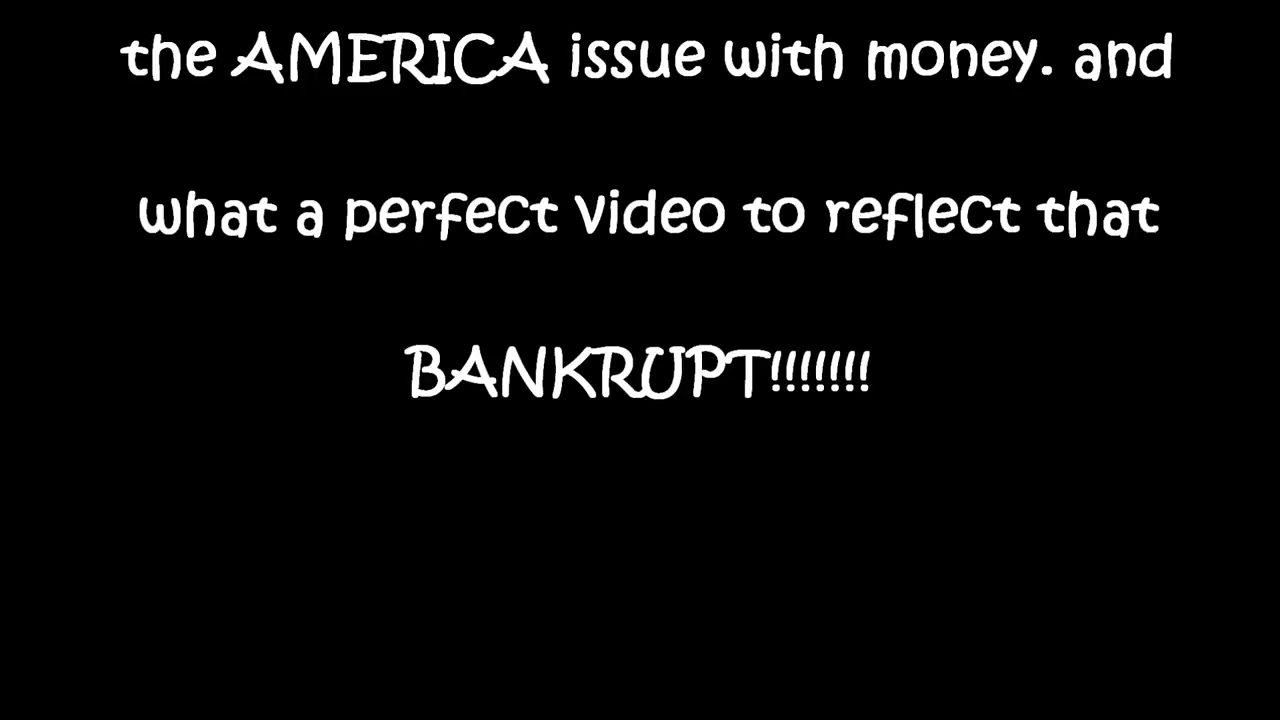 the AMERICA issue with money. and
what a perfect video to reflect that
BANKRUPT!!!!!!!